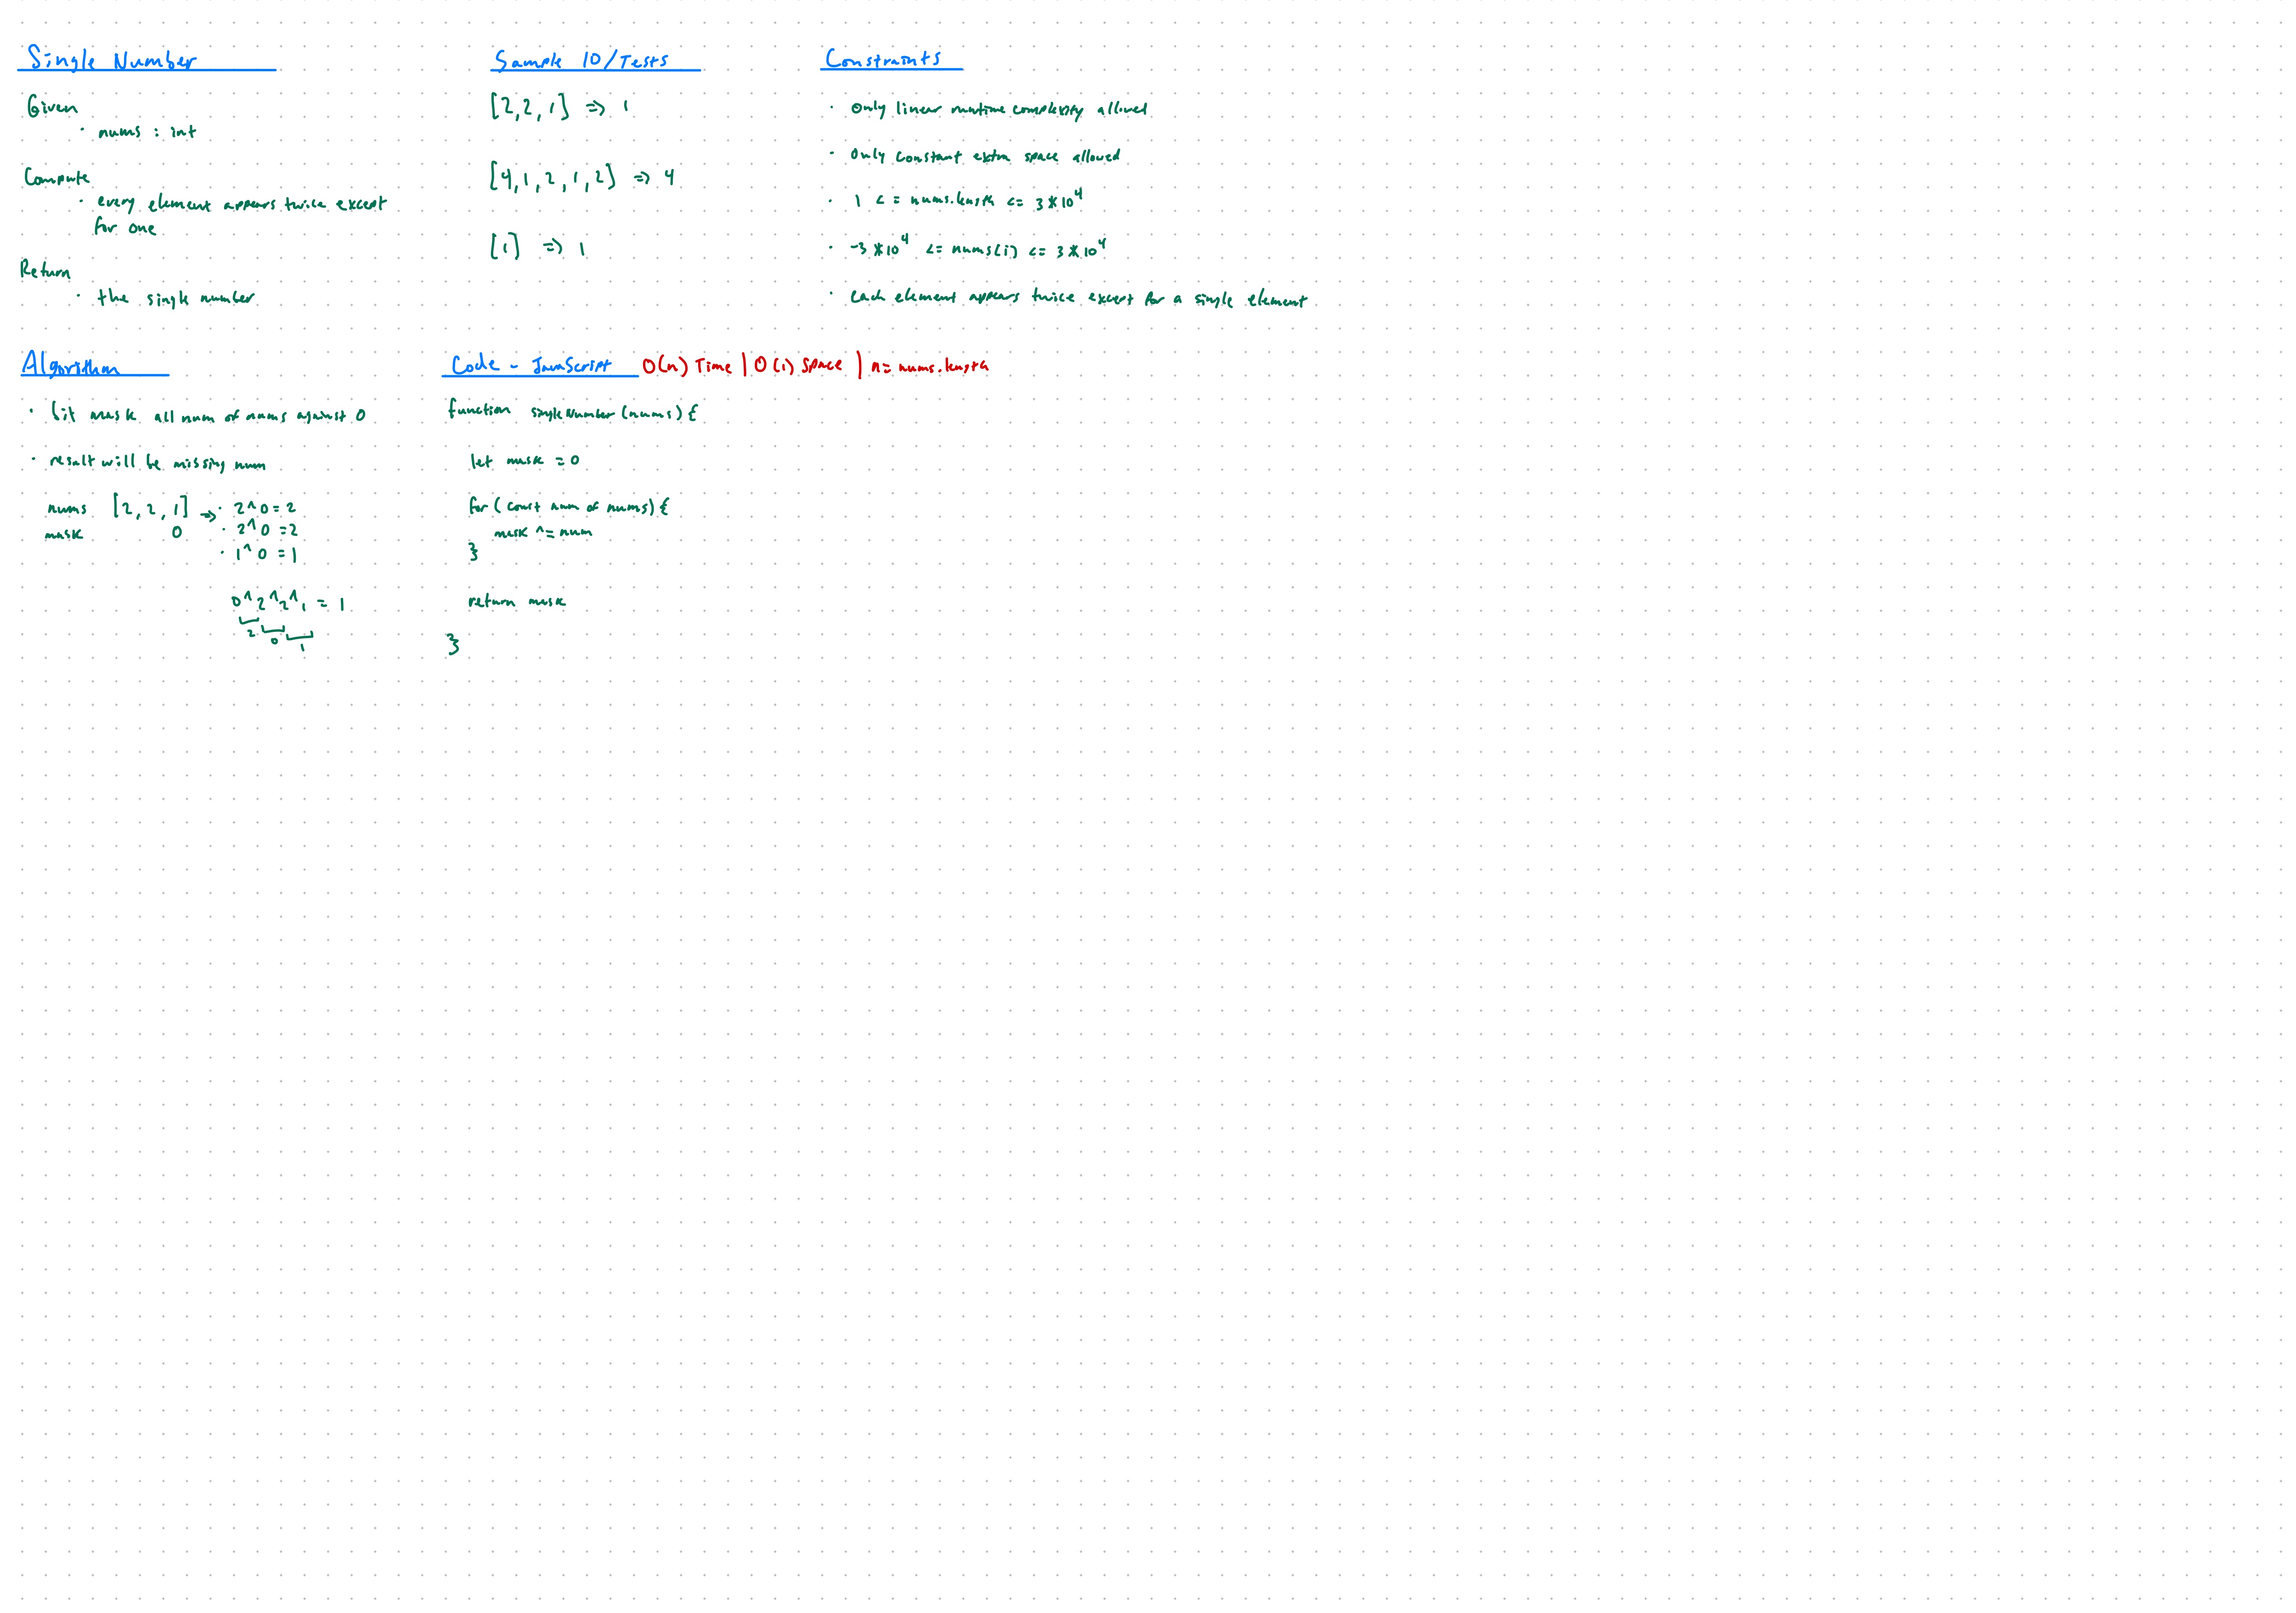 Single Number
Given
· nums : int
Compute
· every element appears twice except
for one
Return
· the single number
Sample IO/Tests
[2,2,1] => 1
[4,1,2,1,2] => 4
[1] => 1
Constraints
· Only linear runtime complexity allowed
· Only constant extra space allowed
· 1 <= nums.length <= 3*10^4
· -3*10^4 <= nums(i) <= 3*10^4
· each element appears twice except for a single element
Algorithm
· bit mask all num of nums against 0
· result will be missing num
nums [2,2,1] => · 2^0=2
mask 0 · 2^0=2
· 1^0=1
0^2^2^1 = 1
2 0 1
Code - JavaScript O(n) Time | O(1) Space | n= nums.length
function singleNumber(nums){
let mask = 0
for (const num of nums){
mask ^= num
}
return mask
}